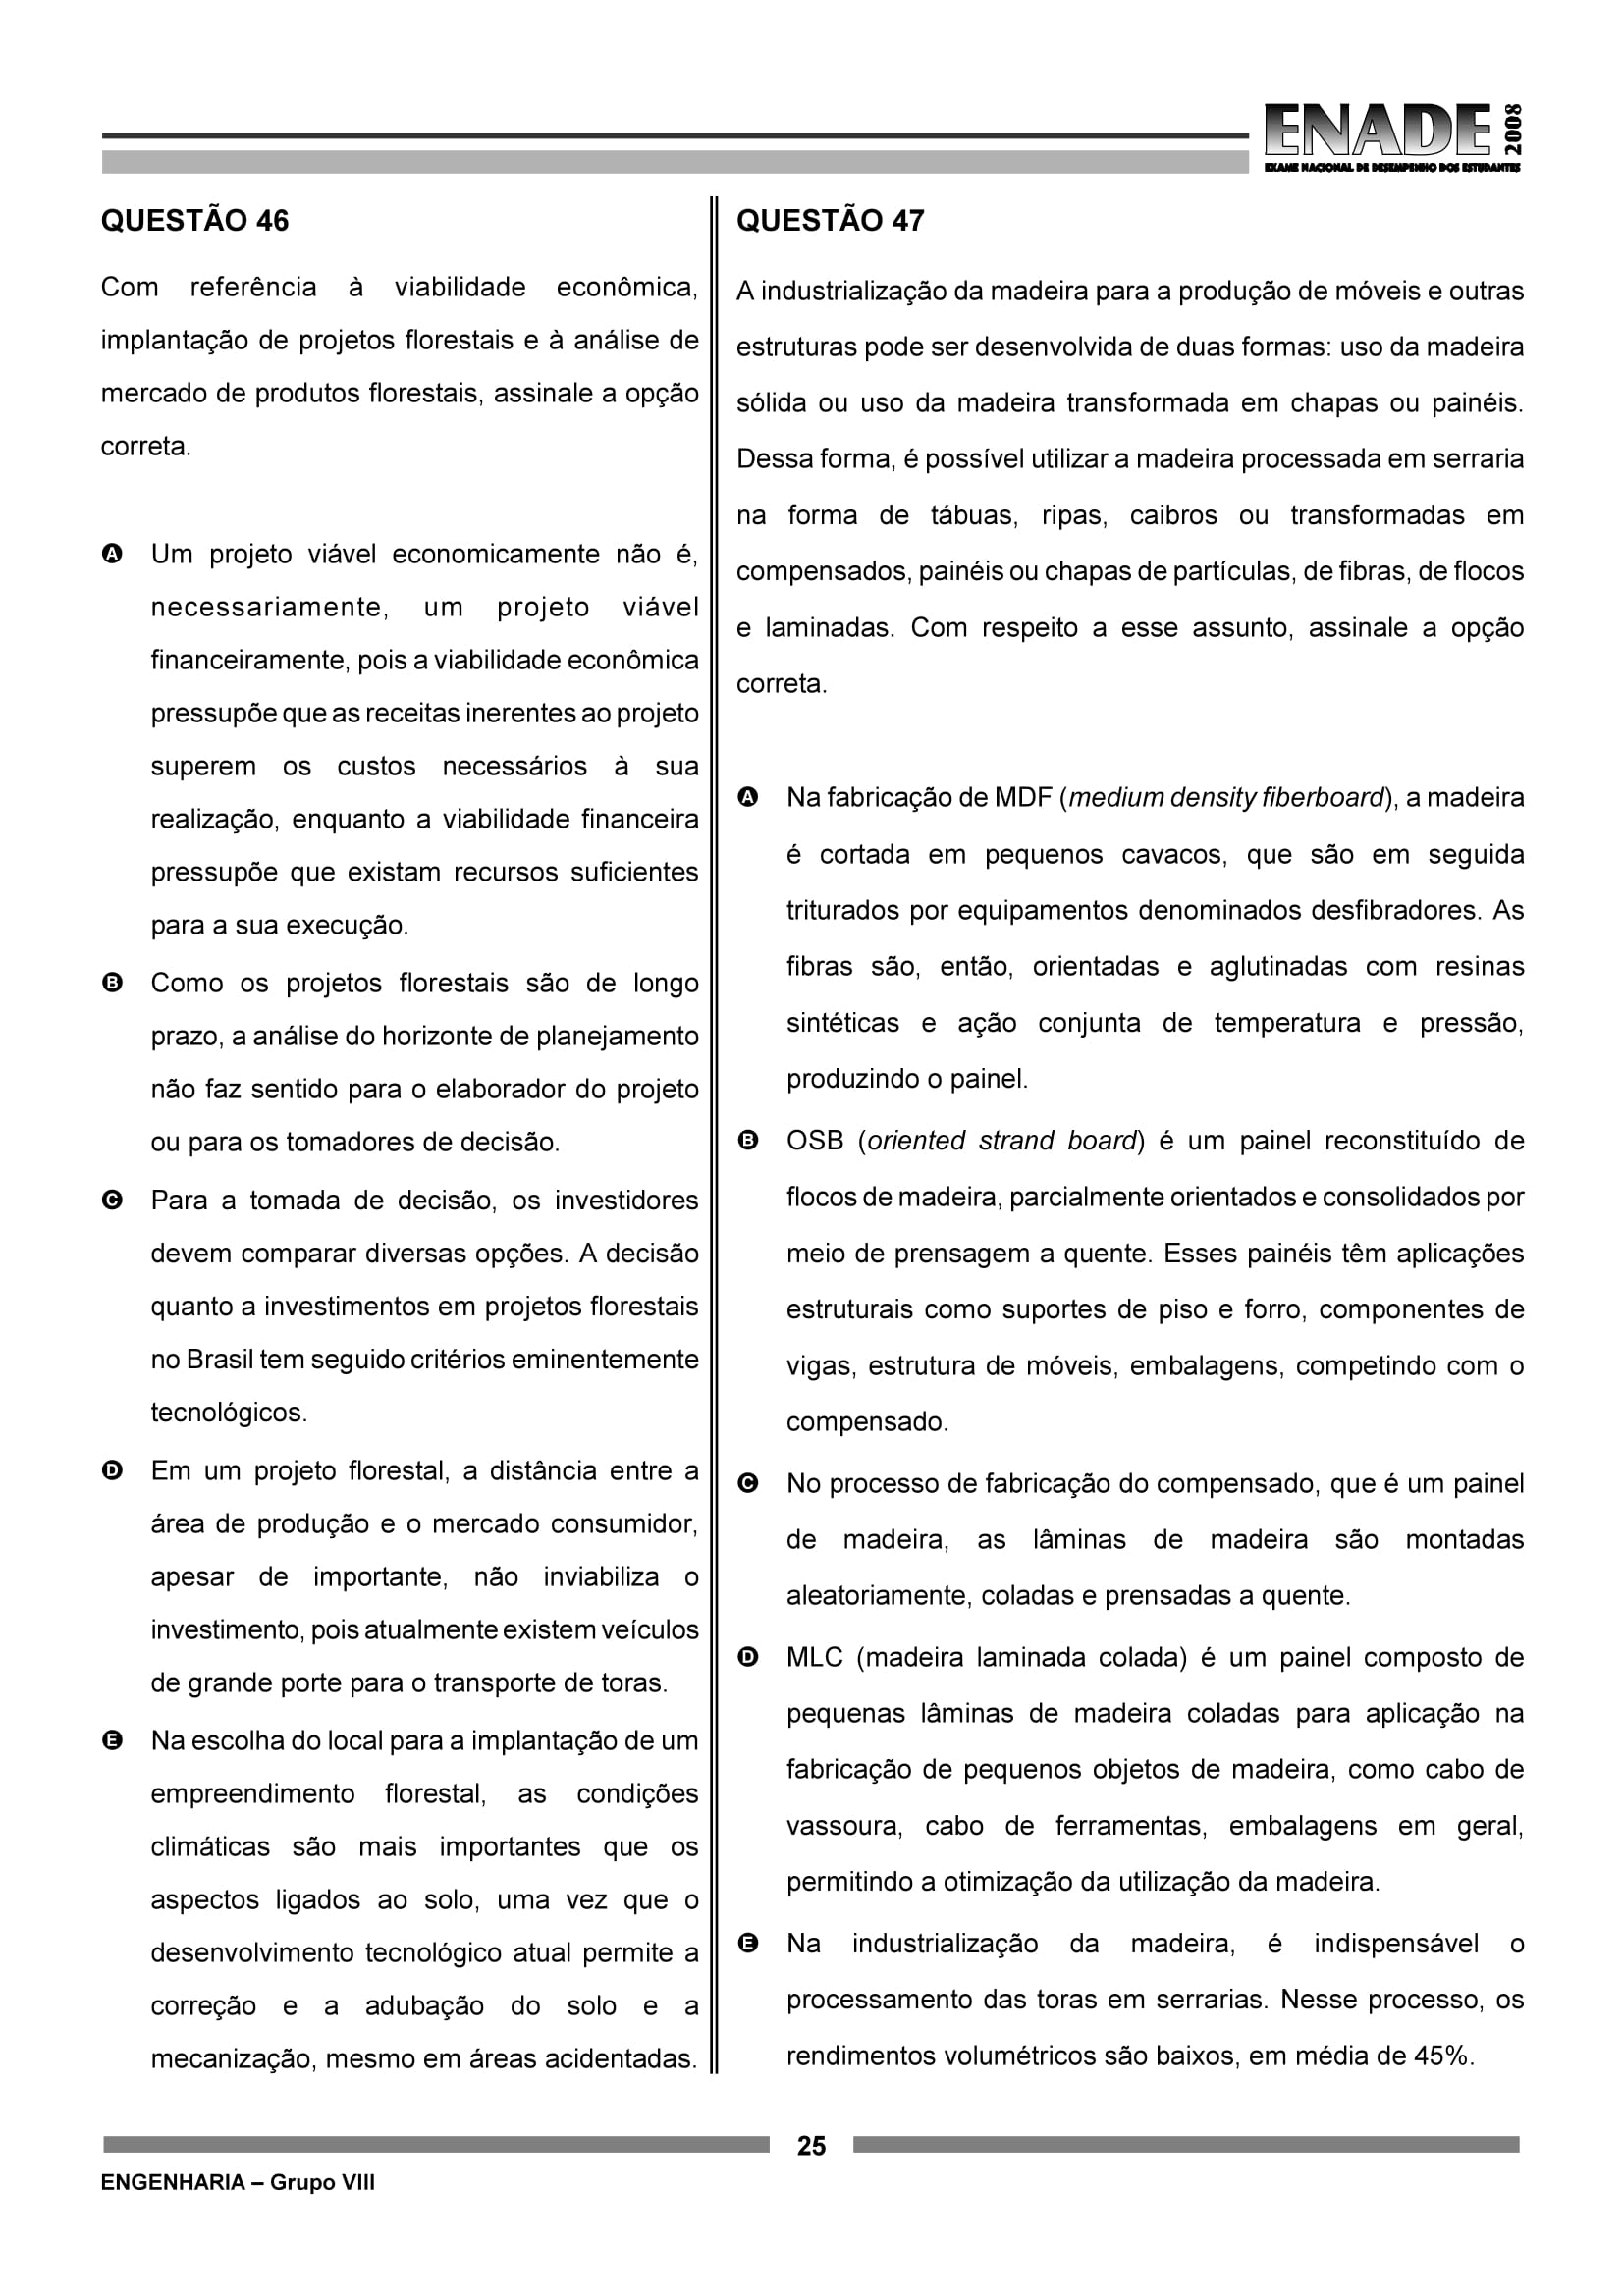 ENADE 2008
EXAME NACIONAL DE DESEMPENHO DOS ESTUDANTES
QUESTÃO 46
Com referência à viabilidade econômica,
implantação de projetos florestais e à análise de
mercado de produtos florestais, assinale a opção
correta.
A Um projeto viável economicamente não é,
necessariamente, um projeto viável
financeiramente, pois a viabilidade econômica
pressupõe que as receitas inerentes ao projeto
superem os custos necessários à sua
realização, enquanto a viabilidade financeira
pressupõe que existam recursos suficientes
para a sua execução.
B Como os projetos florestais são de longo
prazo, a análise do horizonte de planejamento
não faz sentido para o elaborador do projeto
ou para os tomadores de decisão.
C Para a tomada de decisão, os investidores
devem comparar diversas opções. A decisão
quanto a investimentos em projetos florestais
no Brasil tem seguido critérios eminentemente
tecnológicos.
D Em um projeto florestal, a distância entre a
área de produção e o mercado consumidor,
apesar de importante, não inviabiliza o
investimento, pois atualmente existem veículos
de grande porte para o transporte de toras.
E Na escolha do local para a implantação de um
empreendimento florestal, as condições
climáticas são mais importantes que os
aspectos ligados ao solo, uma vez que o
desenvolvimento tecnológico atual permite a
correção e a adubação do solo e a
mecanização, mesmo em áreas acidentadas.
QUESTÃO 47
A industrialização da madeira para a produção de móveis e outras
estruturas pode ser desenvolvida de duas formas: uso da madeira
sólida ou uso da madeira transformada em chapas ou painéis.
Dessa forma, é possível utilizar a madeira processada em serraria
na forma de tábuas, ripas, caibros ou transformadas em
compensados, painéis ou chapas de partículas, de fibras, de flocos
e laminadas. Com respeito a esse assunto, assinale a opção
correta.
A Na fabricação de MDF (medium density fiberboard), a madeira
é cortada em pequenos cavacos, que são em seguida
triturados por equipamentos denominados desfibradores. As
fibras são, então, orientadas e aglutinadas com resinas
sintéticas e ação conjunta de temperatura e pressão,
produzindo o painel.
B OSB (oriented strand board) é um painel reconstituído de
flocos de madeira, parcialmente orientados e consolidados por
meio de prensagem a quente. Esses painéis têm aplicações
estruturais como suportes de piso e forro, componentes de
vigas, estrutura de móveis, embalagens, competindo com o
compensado.
C No processo de fabricação do compensado, que é um painel
de madeira, as lâminas de madeira são montadas
aleatoriamente, coladas e prensadas a quente.
D MLC (madeira laminada colada) é um painel composto de
pequenas lâminas de madeira coladas para aplicação na
fabricação de pequenos objetos de madeira, como cabo de
vassoura, cabo de ferramentas, embalagens em geral,
permitindo a otimização da utilização da madeira.
E Na industrialização da madeira, é indispensável o
processamento das toras em serrarias. Nesse processo, os
rendimentos volumétricos são baixos, em média de 45%.
25
ENGENHARIA – Grupo VIII